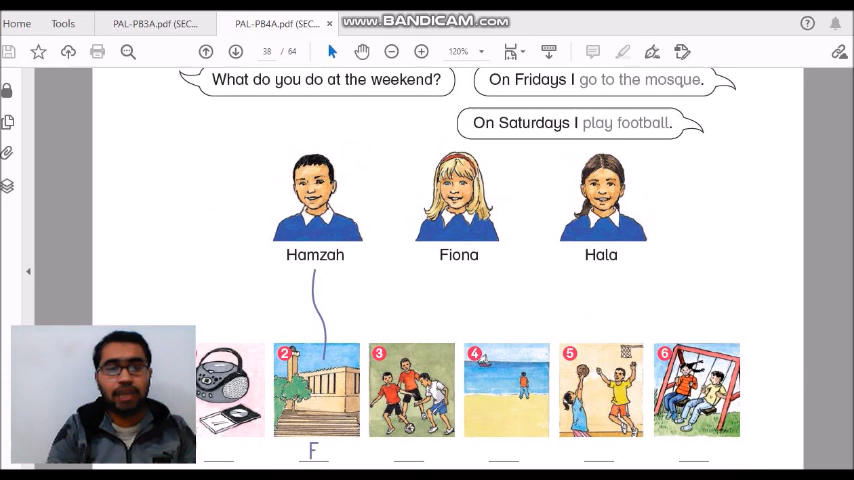 www.BANDICAM.com
Home Tools PAL-PB3A.pdf (SEC... PAL-PB4A.pdf (SEC... ×
38 / 64 120%
What do you do at the weekend?
On Fridays I go to the mosque.
On Saturdays I play football.
Hamzah Fiona Hala
2 3 4 5 6
F